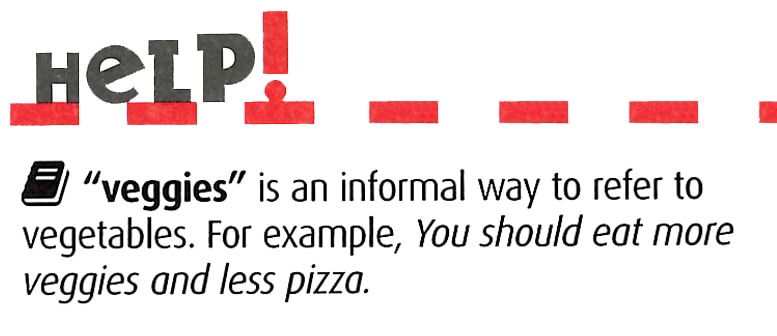 HeLP!
"veggies" is an informal way to refer to
vegetables. For example, You should eat more
veggies and less pizza.